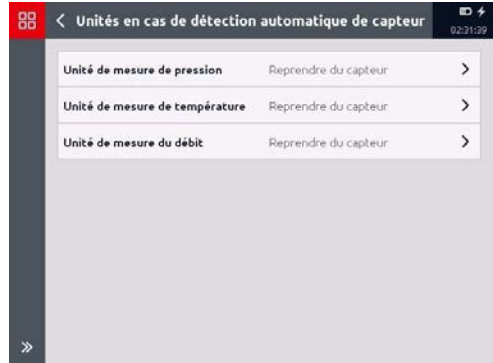 Unités en cas de détection automatique de capteur
02:31:39
Unité de mesure de pression Reprendre du capteur
Unité de mesure de température Reprendre du capteur
Unité de mesure du débit Reprendre du capteur